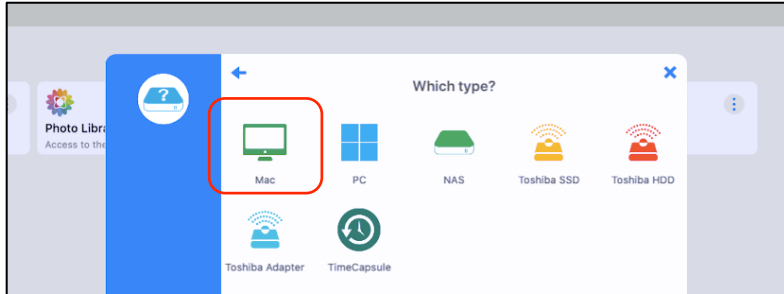 Which type?
Photo Libra
Access to the
Mac
PC
NAS
Toshiba SSD
Toshiba HDD
Toshiba Adapter
TimeCapsule